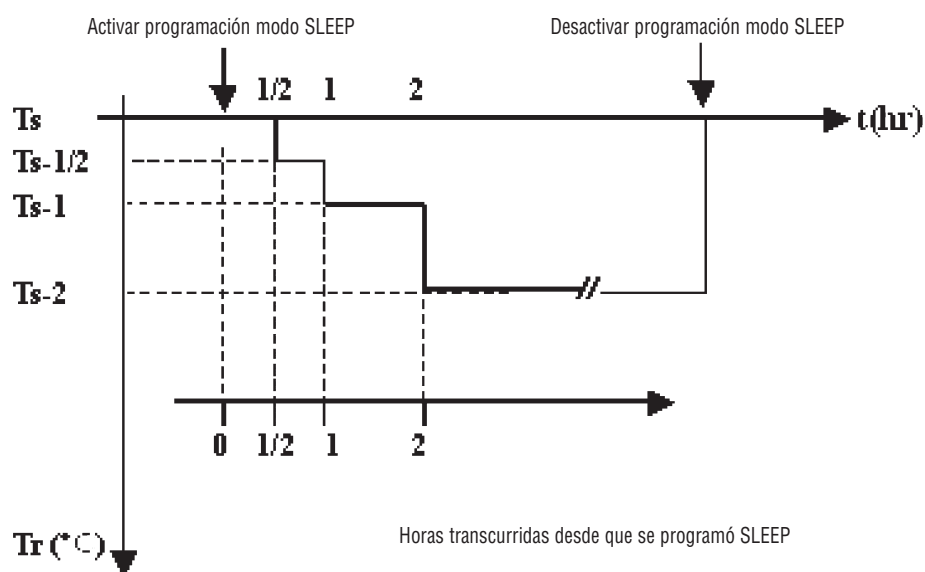 Activar programación modo SLEEP
Desactivar programación modo SLEEP
1/2 1 2
Ts
t(hr)
Ts-1/2
Ts-1
Ts-2
0 1/2 1 2
Tr (°C)
Horas transcurridas desde que se programó SLEEP